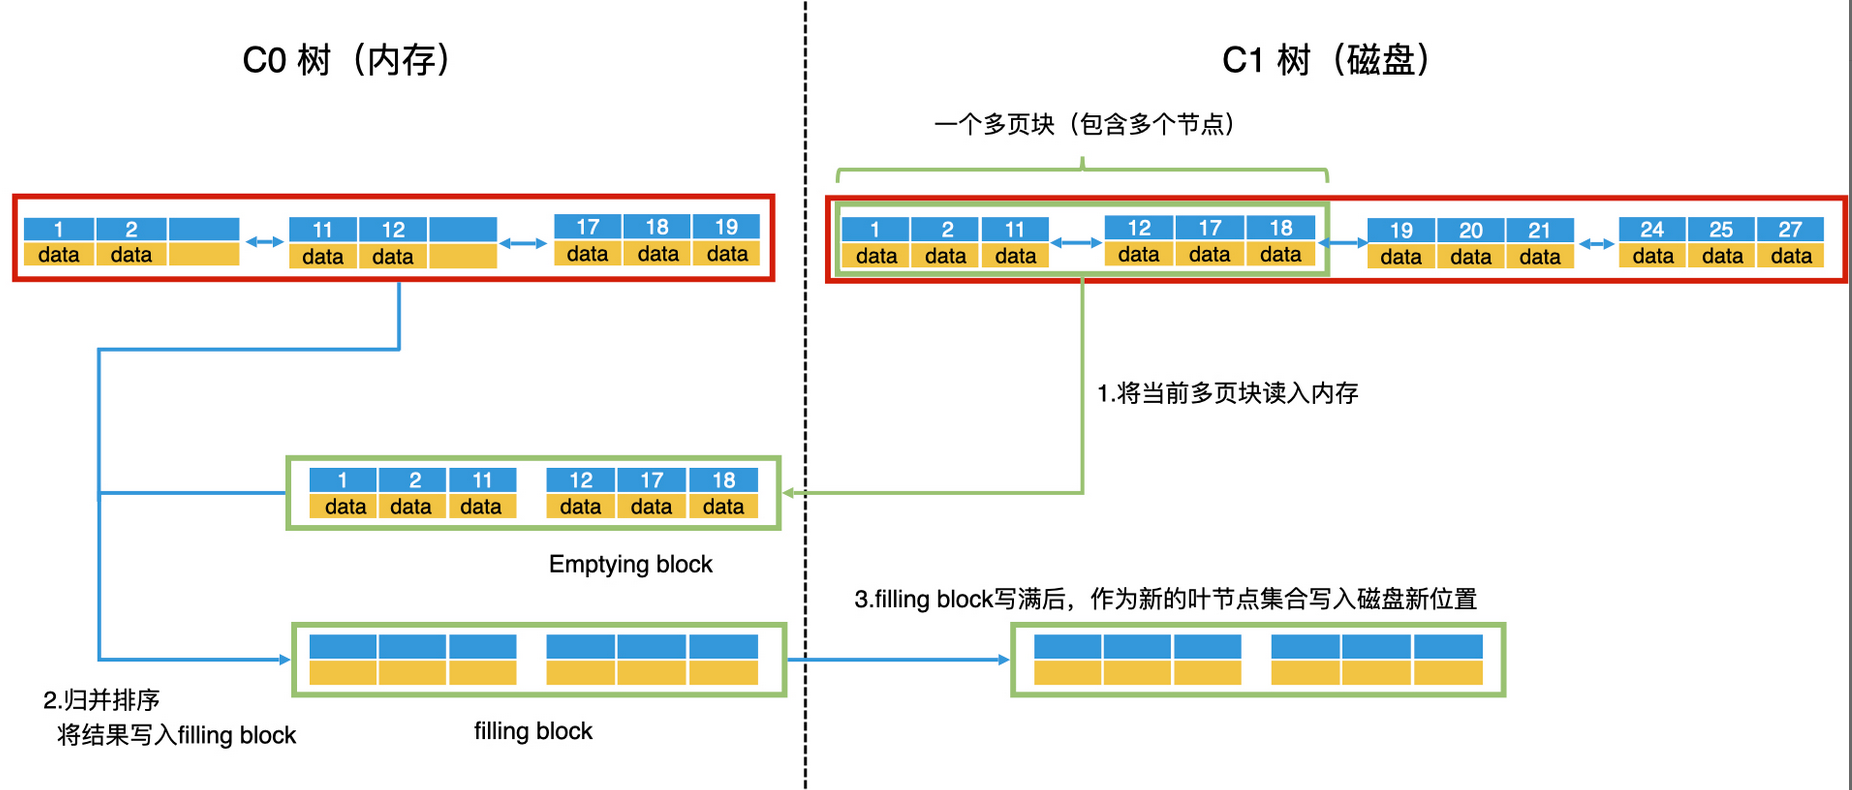 C0 树（内存）
C1 树（磁盘）
一个多页块（包含多个节点）
1 2 11 12 17 18 19
data data data data data data data
1 2 11 12 17 18 19 20 21 24 25 27
data data data data data data data data data data data data
1.将当前多页块读入内存
1 2 11 12 17 18
data data data data data data
Emptying block
3.filling block写满后，作为新的叶节点集合写入磁盘新位置
2.归并排序
将结果写入filling block
filling block